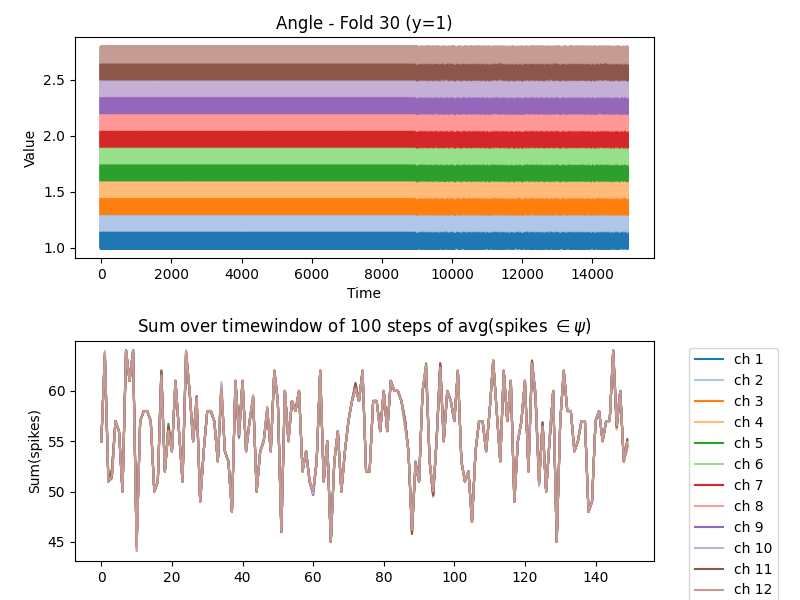 Angle - Fold 30 (y=1)
Value
2.5
2.0
1.5
1.0
0 2000 4000 6000 8000 10000 12000 14000
Time
Sum over timewindow of 100 steps of avg(spikes ∈ ψ)
Sum(spikes)
60
55
50
45
0 20 40 60 80 100 120 140
ch 1
ch 2
ch 3
ch 4
ch 5
ch 6
ch 7
ch 8
ch 9
ch 10
ch 11
ch 12